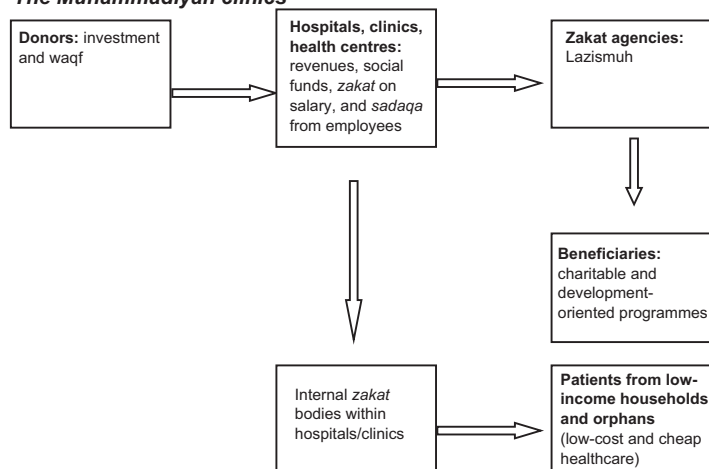 The Muhammadiyah clinics
Donors: investment
and waqf
Hospitals, clinics,
health centres:
revenues, social
funds, zakat on
salary, and sadaqa
from employees
Zakat agencies:
Lazismuh
Beneficiaries:
charitable and
development-
oriented programmes
Internal zakat
bodies within
hospitals/clinics
Patients from low-
income households
and orphans
(low-cost and cheap
healthcare)